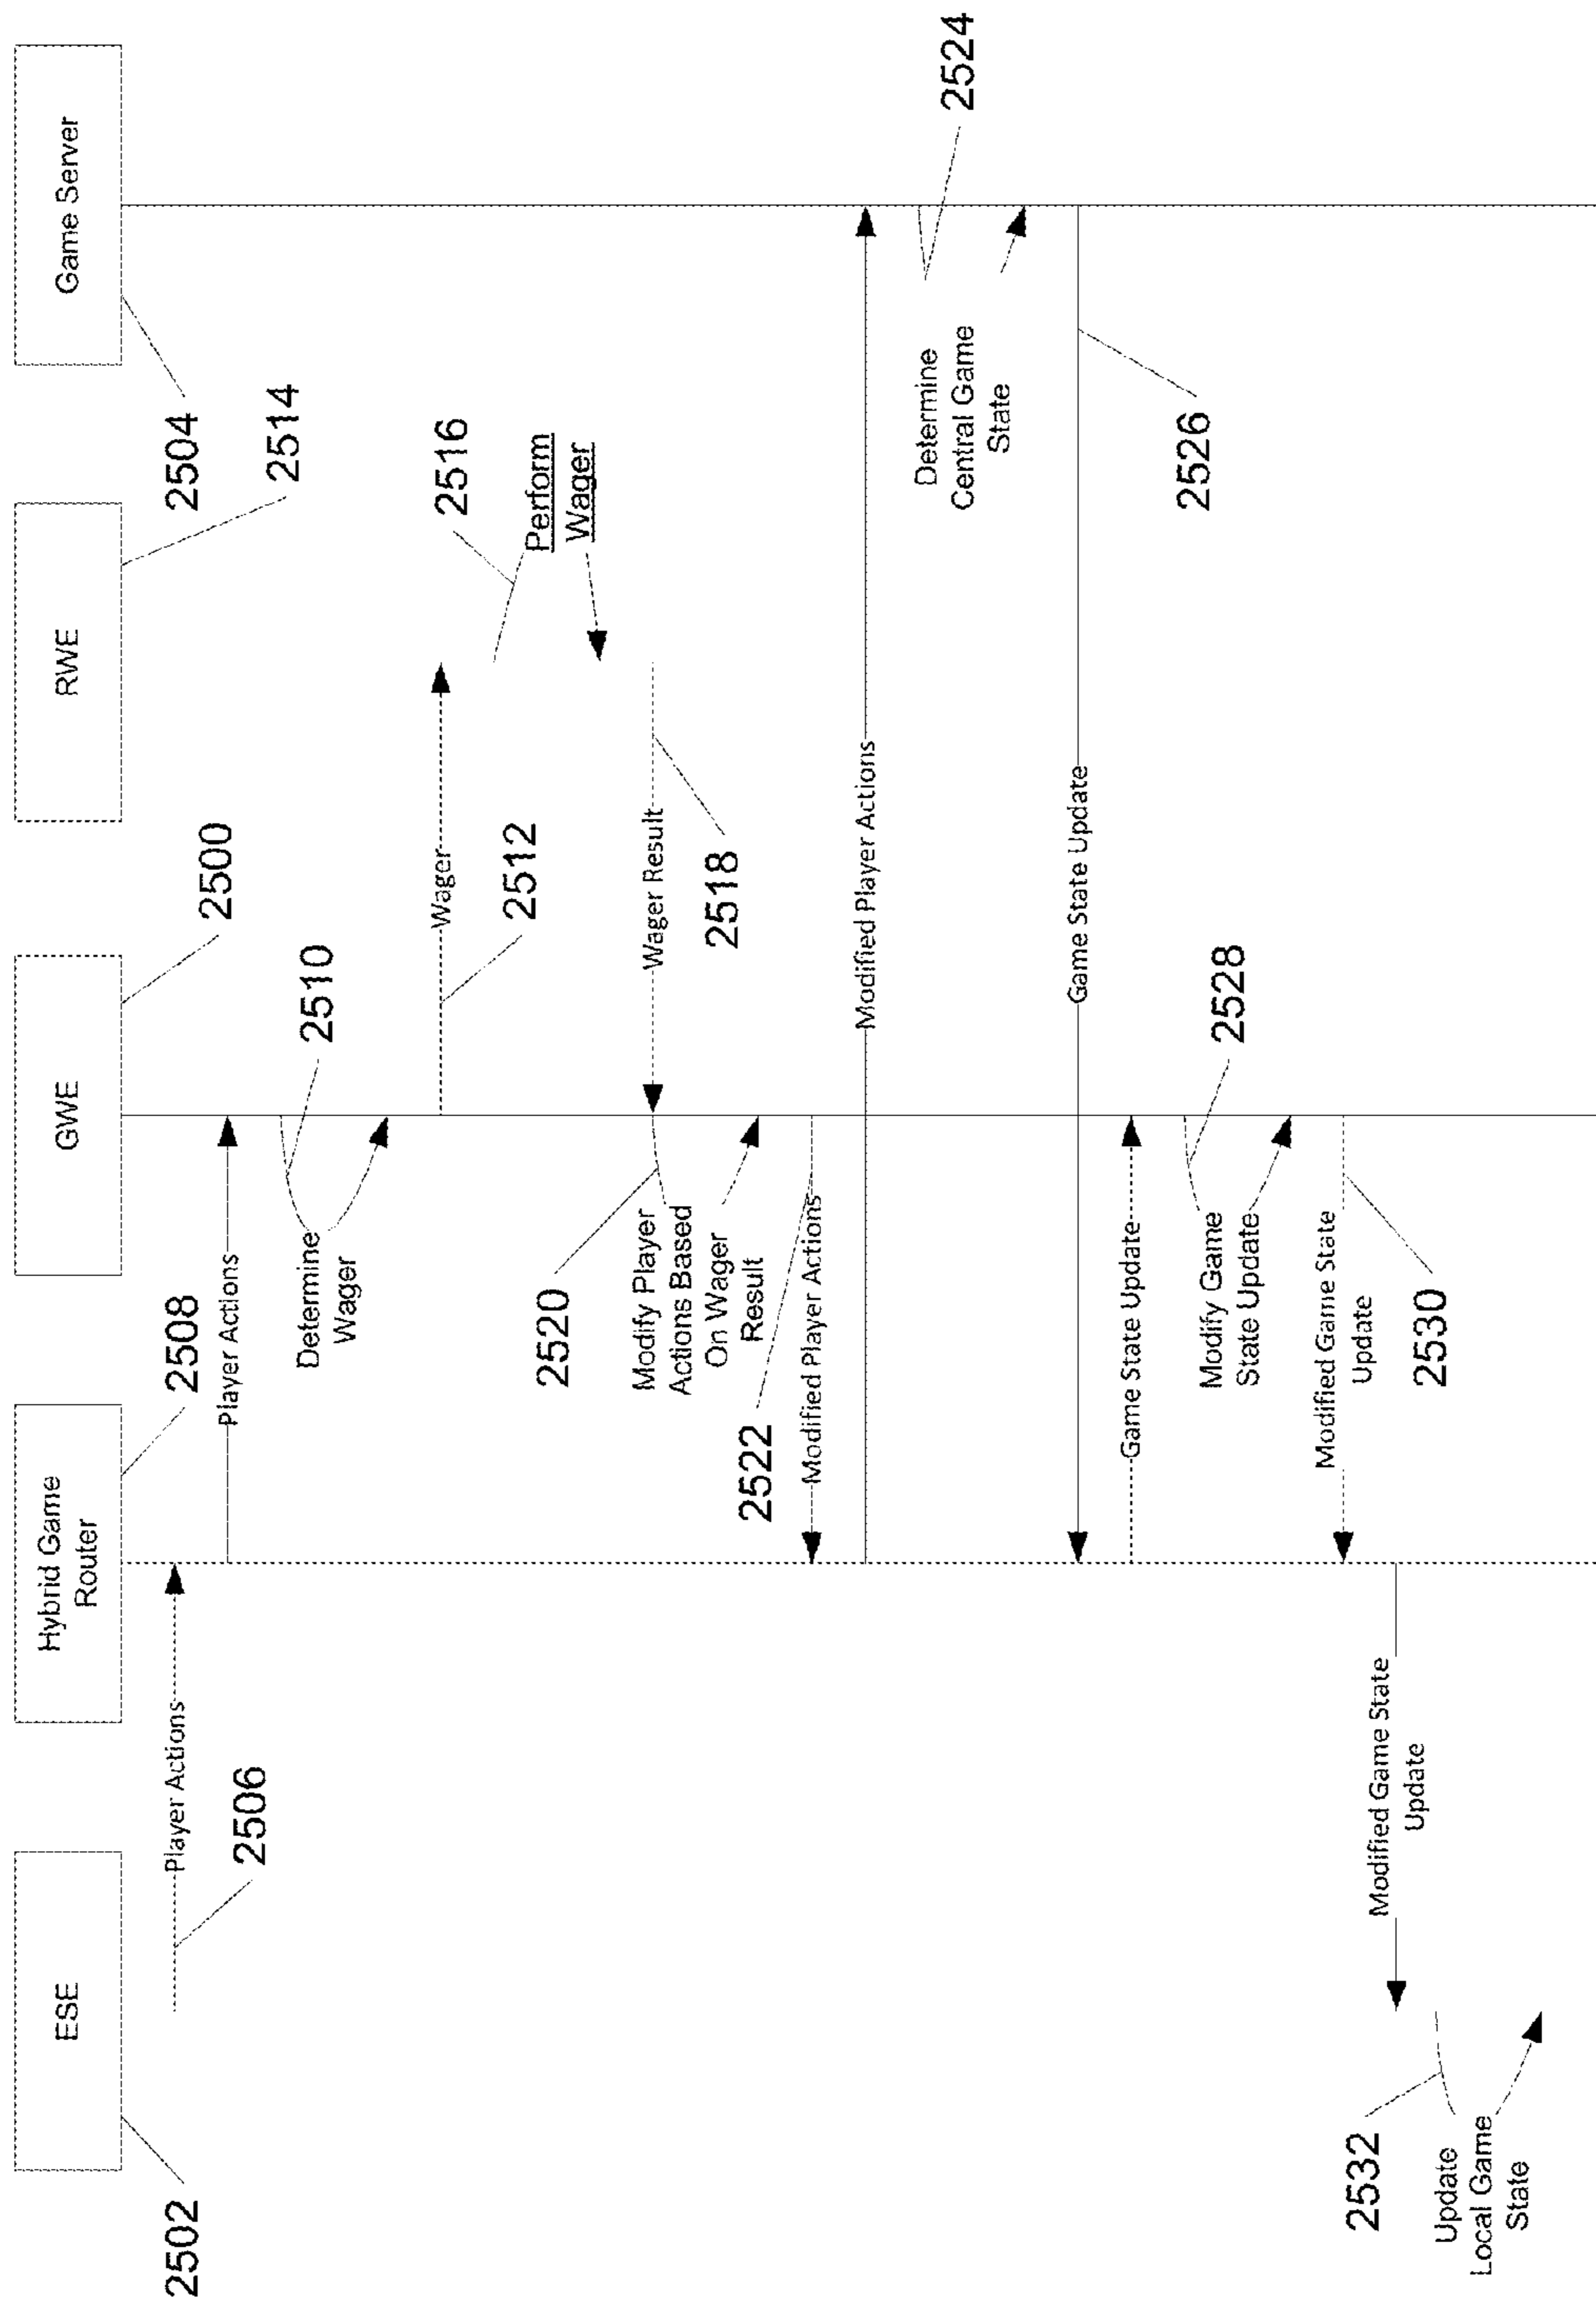 ESE
Hybrid Game
Router
GWE
RWE
Game Server
2502
2508
2500
2514
2504
Player Actions
2506
Player Actions
2510
Determine
Wager
Wager
2512
2516
Perform
Wager
Wager Result
2518
2520
Modify Player
Actions Based
On Wager
Result
2522
Modified Player Actions
Modified Player Actions
2524
Determine
Central Game
State
Game State Update
2526
Game State Update
2528
Modify Game
State Update
Modified Game State
Update
2530
Modified Game State
Update
2532
Update
Local Game
State